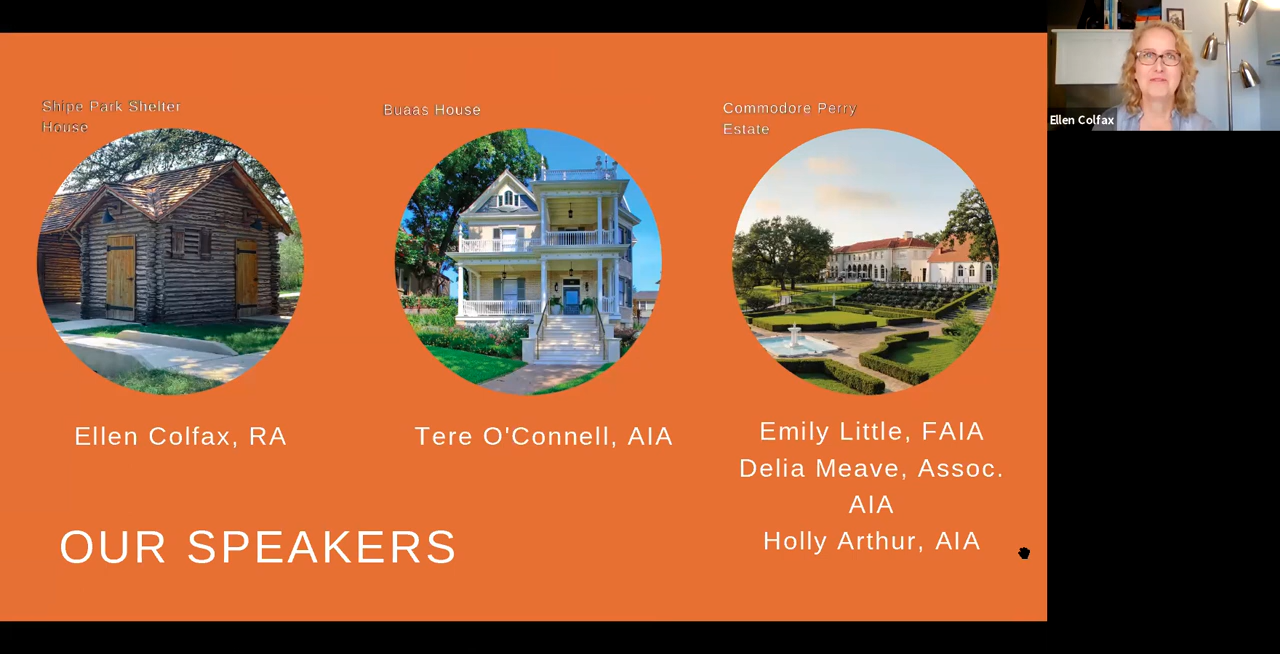 Shipe Park Shelter
House
Buaas House
Commodore Perry
Estate
Ellen Colfax
Ellen Colfax, RA
Tere O'Connell, AIA
Emily Little, FAIA
Delia Meave, Assoc.
AIA
Holly Arthur, AIA
OUR SPEAKERS